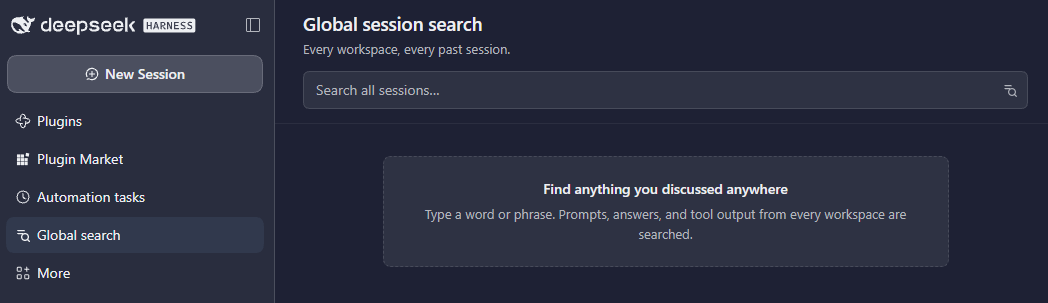 deepseek HARNESS
New Session
Plugins
Plugin Market
Automation tasks
Global search
More
Global session search
Every workspace, every past session.
Search all sessions...
Find anything you discussed anywhere
Type a word or phrase. Prompts, answers, and tool output from every workspace are
searched.